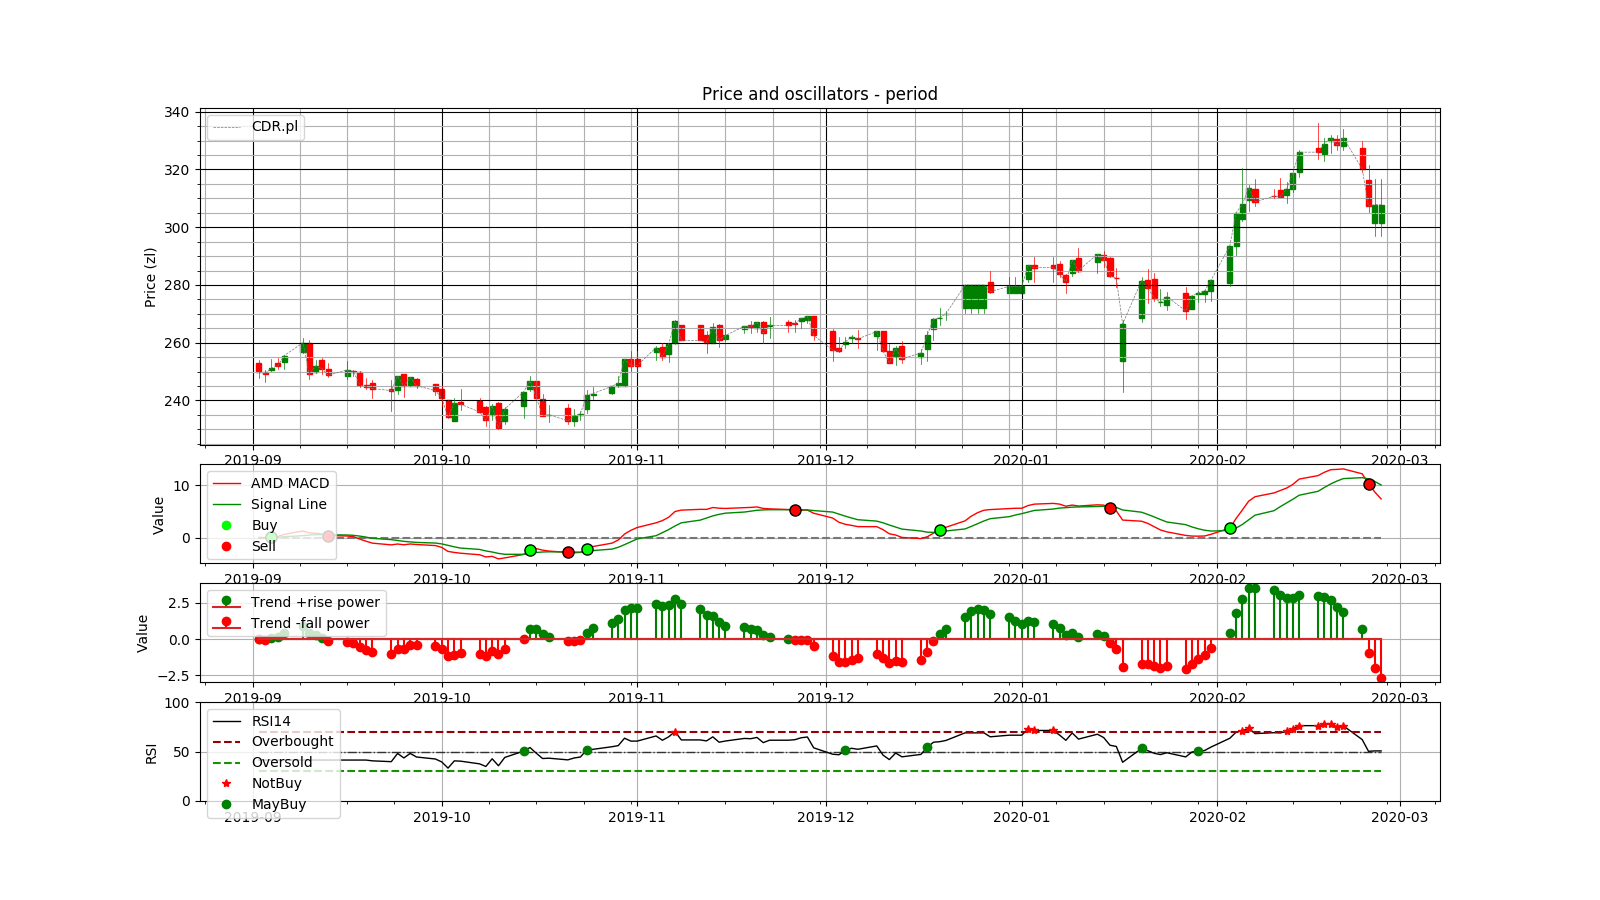 Price and oscillators - period
340
320
300
280
260
240
Price (zl)
CDR.pl
2019-09 2019-10 2019-11 2019-12 2020-01 2020-02 2020-03
10
0
Value
AMD MACD
Signal Line
Buy
Sell
2019-09 2019-10 2019-11 2019-12 2020-01 2020-02 2020-03
2.5
0.0
−2.5
Value
Trend +rise power
Trend -fall power
2019-09 2019-10 2019-11 2019-12 2020-01 2020-02 2020-03
100
50
0
RSI
RSI14
Overbought
Oversold
NotBuy
MayBuy
2019-09 2019-10 2019-11 2019-12 2020-01 2020-02 2020-03